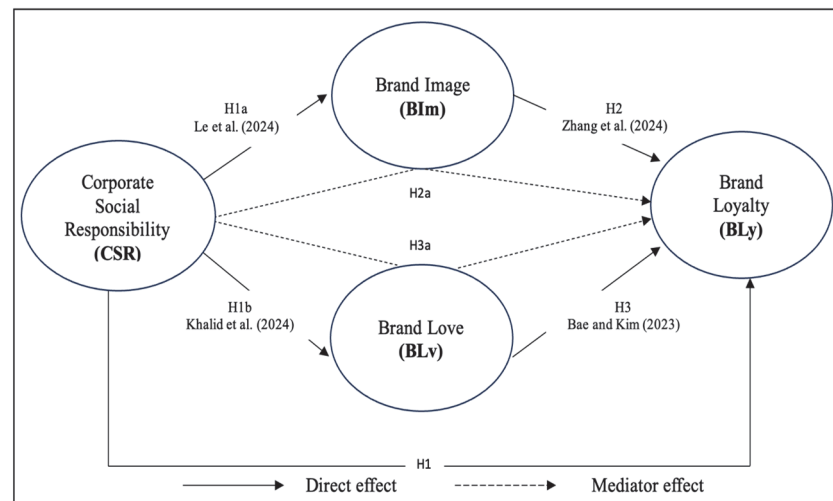 Brand Image
(BIm)
H1a
Le et al. (2024)
H2
Zhang et al. (2024)
Corporate
Social
Responsibility
(CSR)
H2a
Brand
Loyalty
(BLy)
H3a
H1b
Khalid et al. (2024)
Brand Love
(BLv)
H3
Bae and Kim (2023)
H1
Direct effect
Mediator effect